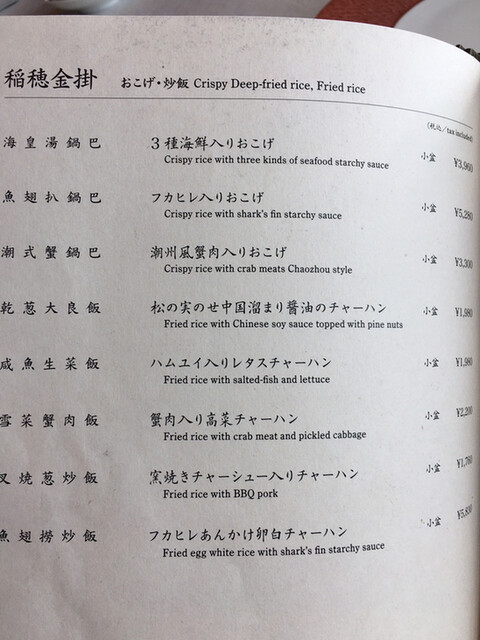 稲穂金掛 おこげ・炒飯 Crispy Deep-fried rice, Fried rice
(税込/tax included)
海皇湯鍋巴 3種海鮮入りおこげ 小盆 ¥3,960
Crispy rice with three kinds of seafood starchy sauce
魚翅扒鍋巴 フカヒレ入りおこげ 小盆 ¥5,280
Crispy rice with shark's fin starchy sauce
潮式蟹鍋巴 潮州風蟹肉入りおこげ 小盆 ¥3,300
Crispy rice with crab meats Chaozhou style
乾葱大良飯 松の実のせ中国溜まり醤油のチャーハン 小盆 ¥1,980
Fried rice with Chinese soy sauce topped with pine nuts
咸魚生菜飯 ハムユイ入りレタスチャーハン 小盆 ¥1,980
Fried rice with salted-fish and lettuce
雪菜蟹肉飯 蟹肉入り高菜チャーハン 小盆 ¥2,200
Fried rice with crab meat and pickled cabbage
叉焼葱炒飯 窯焼きチャーシュー入りチャーハン 小盆 ¥1,760
Fried rice with BBQ pork
魚翅撈炒飯 フカヒレあんかけ卵白チャーハン 小盆 ¥5,830
Fried egg white rice with shark's fin starchy sauce